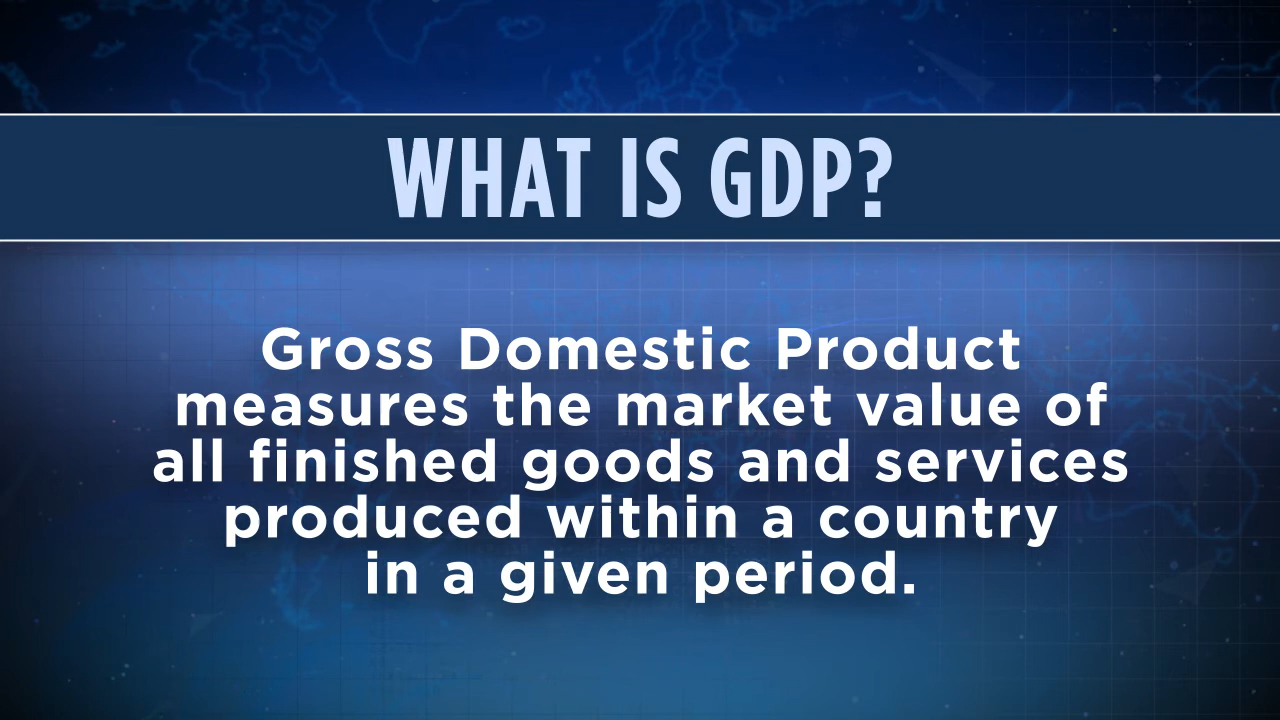 WHAT IS GDP?
Gross Domestic Product
measures the market value of
all finished goods and services
produced within a country
in a given period.